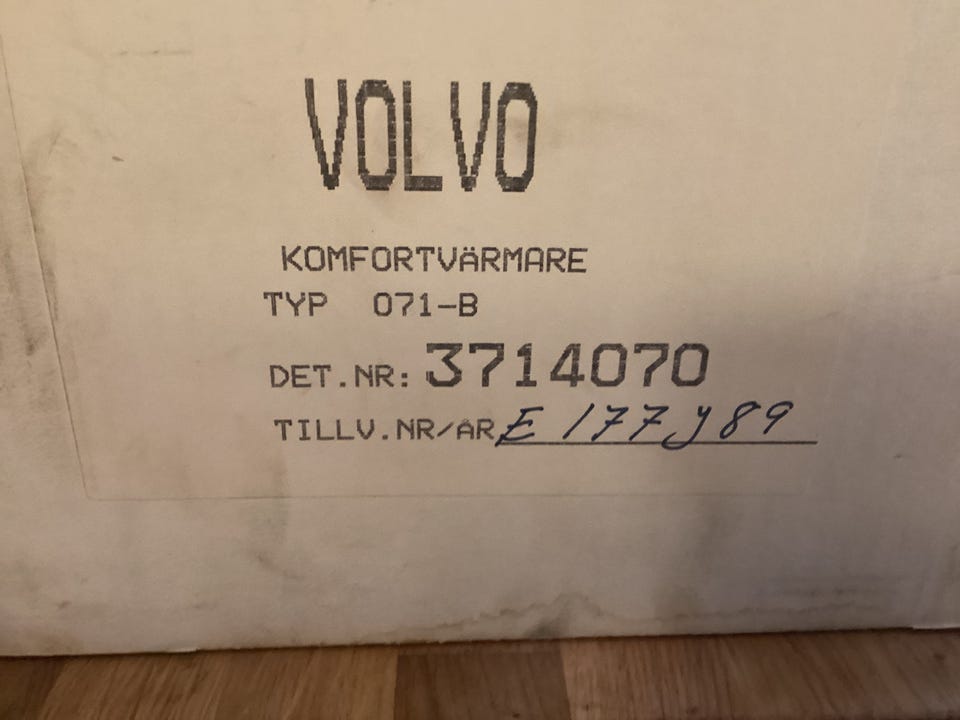 VOLVO
KOMFORTVÄRMARE
TYP 071-B
DET.NR: 3714070
TILLV.NR/ÅR E 177 J 89